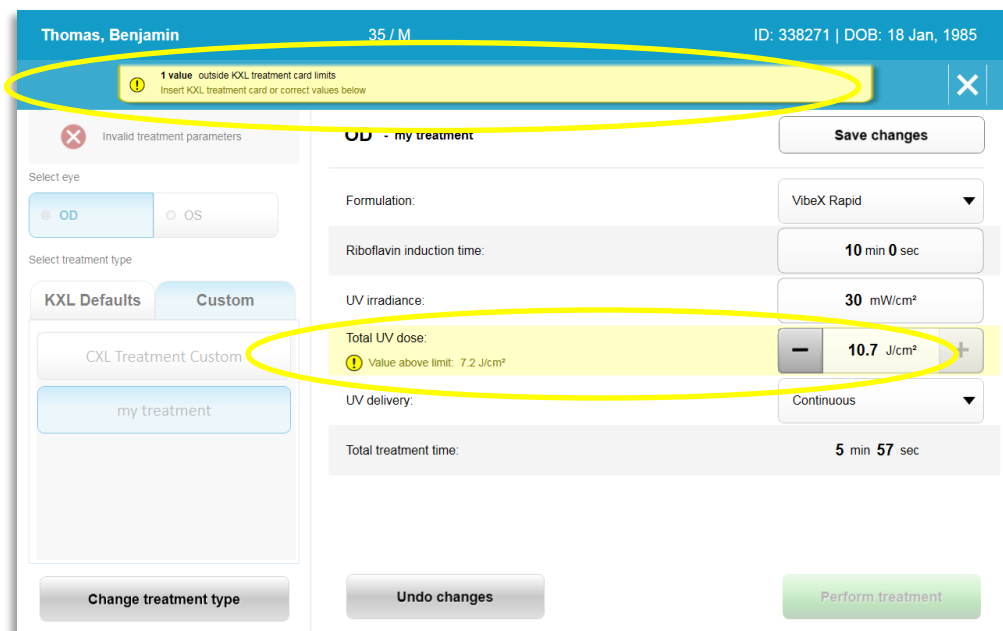 Thomas, Benjamin 35 / M ID: 338271 | DOB: 18 Jan, 1985
1 value outside KXL treatment card limits
Insert KXL treatment card or correct values below
Invalid treatment parameters
OD - my treatment
Save changes
Select eye
OD OS
Select treatment type
KXL Defaults Custom
CXL Treatment Custom
my treatment
Change treatment type
Formulation: VibeX Rapid
Riboflavin induction time: 10 min 0 sec
UV irradiance: 30 mW/cm²
Total UV dose:
Value above limit: 7.2 J/cm²
− 10.7 J/cm² +
UV delivery: Continuous
Total treatment time: 5 min 57 sec
Undo changes
Perform treatment